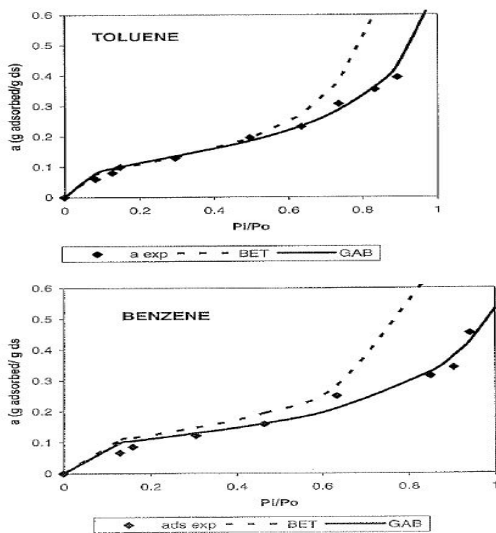 TOLUENE
a (g adsorbed/g ds)
0.6
0.5
0.4
0.3
0.2
0.1
0
0 0.2 0.4 0.6 0.8 1
Pi/Po
a exp BET GAB
BENZENE
a (g adsorbed/ g ds
0.6
0.5
0.4
0.3
0.2
0.1
0
0 0.2 0.4 0.6 0.8 1
Pi/Po
ads exp BET GAB